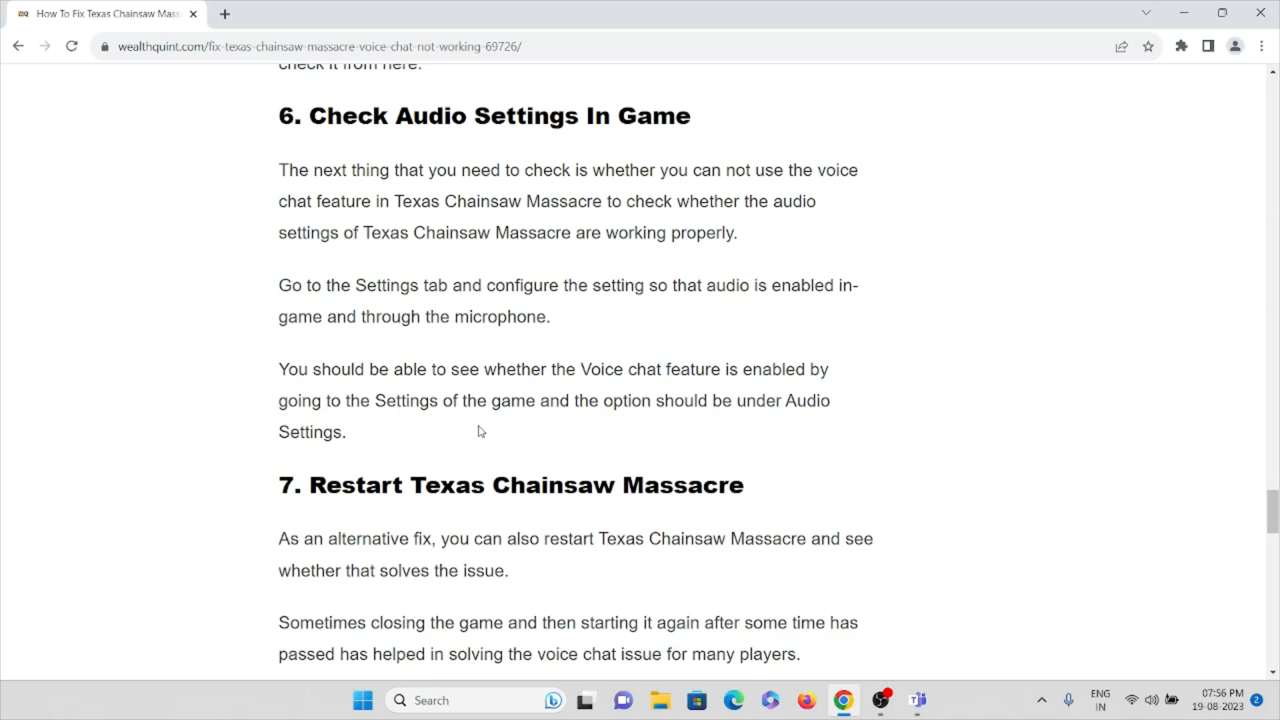 How To Fix Texas Chainsaw Mass
wealthquint.com/fix-texas-chainsaw-massacre-voice-chat-not-working-69726/
check it from here.
6. Check Audio Settings In Game
The next thing that you need to check is whether you can not use the voice
chat feature in Texas Chainsaw Massacre to check whether the audio
settings of Texas Chainsaw Massacre are working properly.
Go to the Settings tab and configure the setting so that audio is enabled in-
game and through the microphone.
You should be able to see whether the Voice chat feature is enabled by
going to the Settings of the game and the option should be under Audio
Settings.
7. Restart Texas Chainsaw Massacre
As an alternative fix, you can also restart Texas Chainsaw Massacre and see
whether that solves the issue.
Sometimes closing the game and then starting it again after some time has
passed has helped in solving the voice chat issue for many players.
Search
ENG
IN
07:56 PM
19-08-2023
2